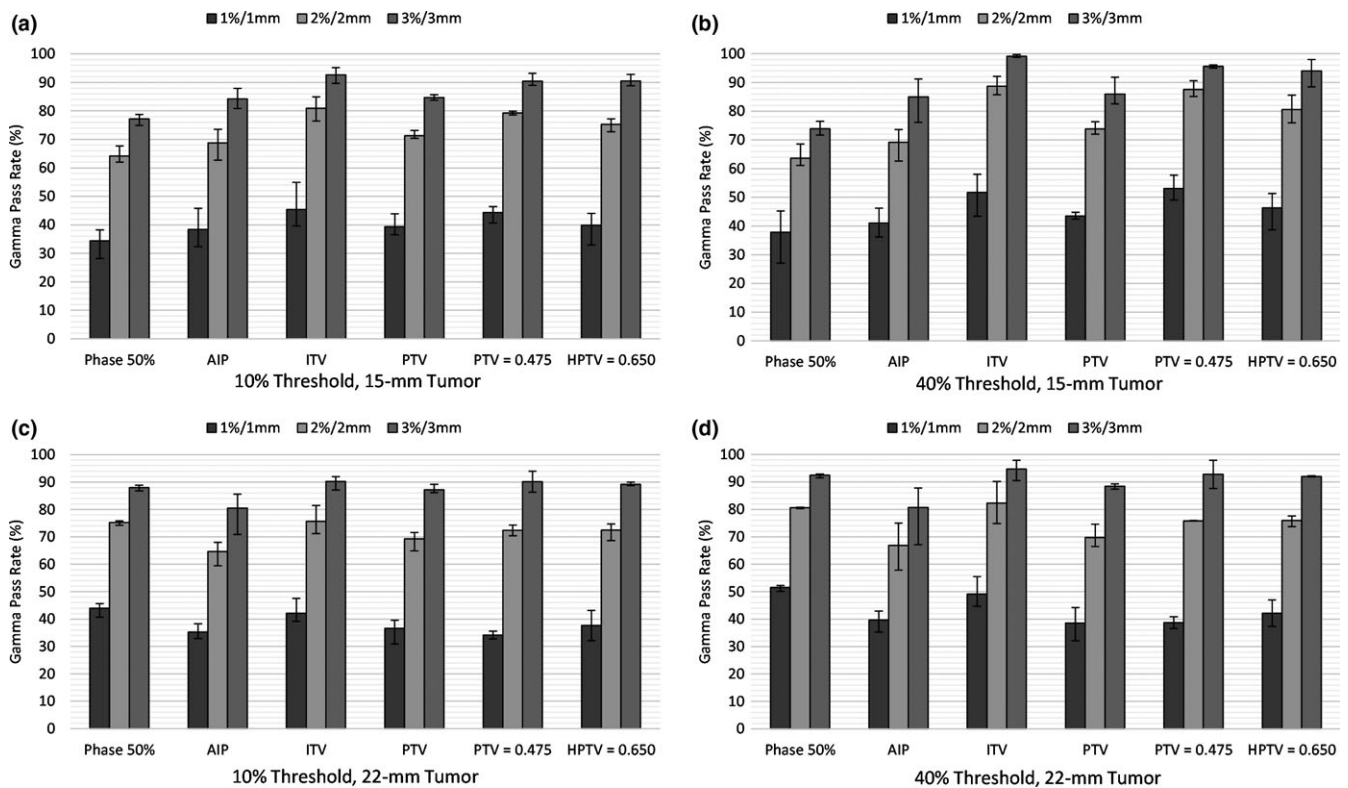 (a)
1%/1mm 2%/2mm 3%/3mm
Gamma Pass Rate (%)
100
90
80
70
60
50
40
30
20
10
0
Phase 50% AIP ITV PTV PTV = 0.475 HPTV = 0.650
10% Threshold, 15-mm Tumor
(b)
1%/1mm 2%/2mm 3%/3mm
Gamma Pass Rate (%)
100
90
80
70
60
50
40
30
20
10
0
Phase 50% AIP ITV PTV PTV = 0.475 HPTV = 0.650
40% Threshold, 15-mm Tumor
(c)
1%/1mm 2%/2mm 3%/3mm
Gamma Pass Rate (%)
100
90
80
70
60
50
40
30
20
10
0
Phase 50% AIP ITV PTV PTV = 0.475 HPTV = 0.650
10% Threshold, 22-mm Tumor
(d)
1%/1mm 2%/2mm 3%/3mm
Gamma Pass Rate (%)
100
90
80
70
60
50
40
30
20
10
0
Phase 50% AIP ITV PTV PTV = 0.475 HPTV = 0.650
40% Threshold, 22-mm Tumor